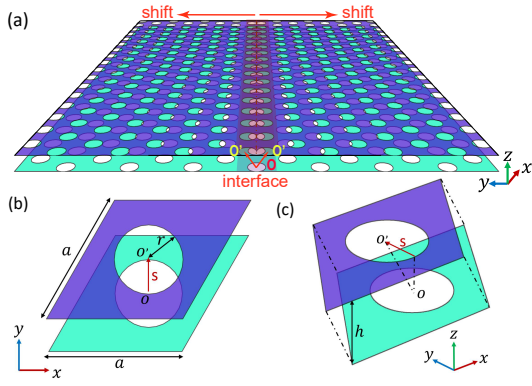 (a)
shift shift
O' O' O
interface
z
y x
(b)
a
r
O'
s
O
a
y
x
(c)
O' s
O
h
z
y x